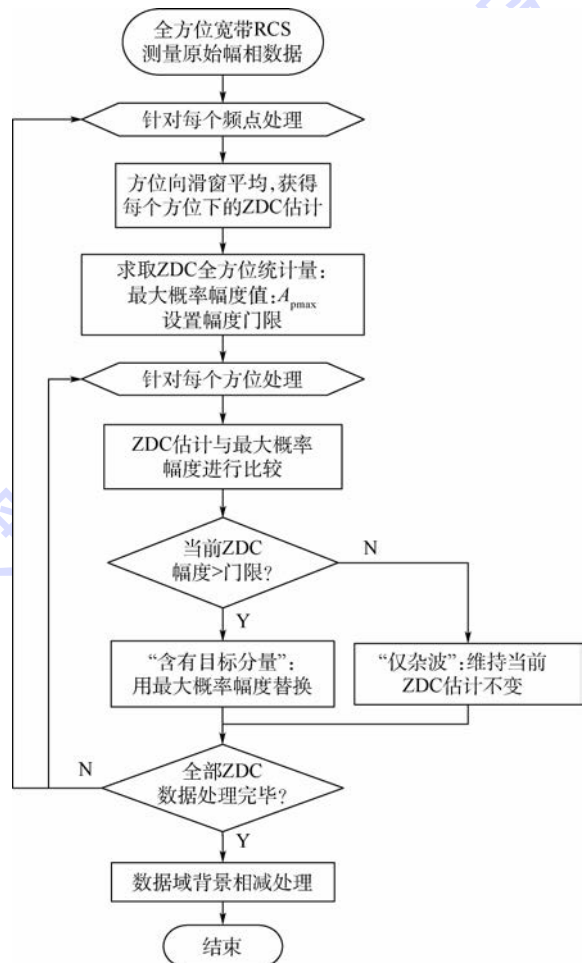 全方位宽带RCS
测量原始幅相数据
针对每个频点处理
方位向滑窗平均,获得
每个方位下的ZDC估计
求取ZDC全方位统计量:
最大概率幅度值:Apmax
设置幅度门限
针对每个方位处理
ZDC估计与最大概率
幅度进行比较
当前ZDC
幅度>门限?
N
Y
“含有目标分量”:
用最大概率幅度替换
“仅杂波”:维持当前
ZDC估计不变
N
全部ZDC
数据处理完毕?
Y
数据域背景相减处理
结束